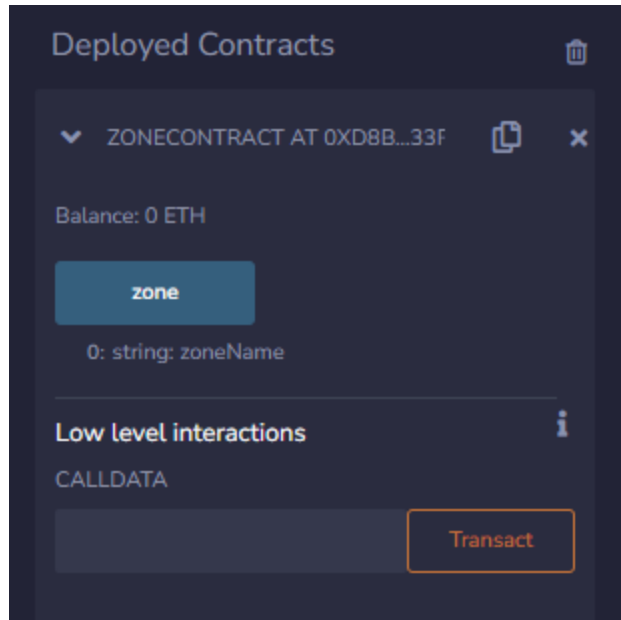 Deployed Contracts
ZONECONTRACT AT 0XD8B...33F
Balance: 0 ETH
zone
0: string: zoneName
Low level interactions
i
CALLDATA
Transact